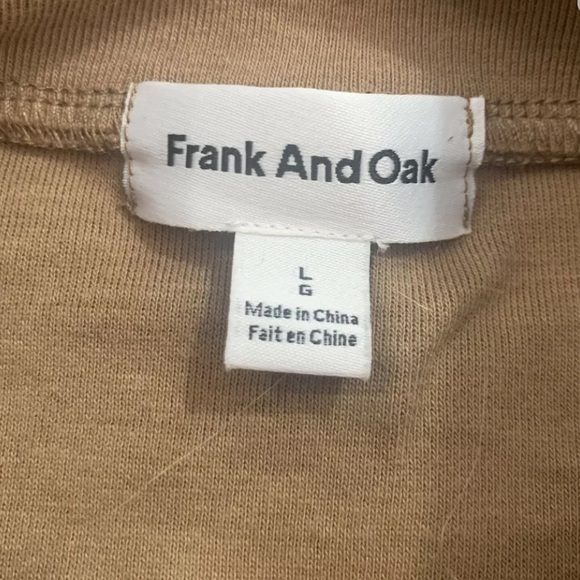 Frank And Oak
L
G
Made in China
Fait en Chine